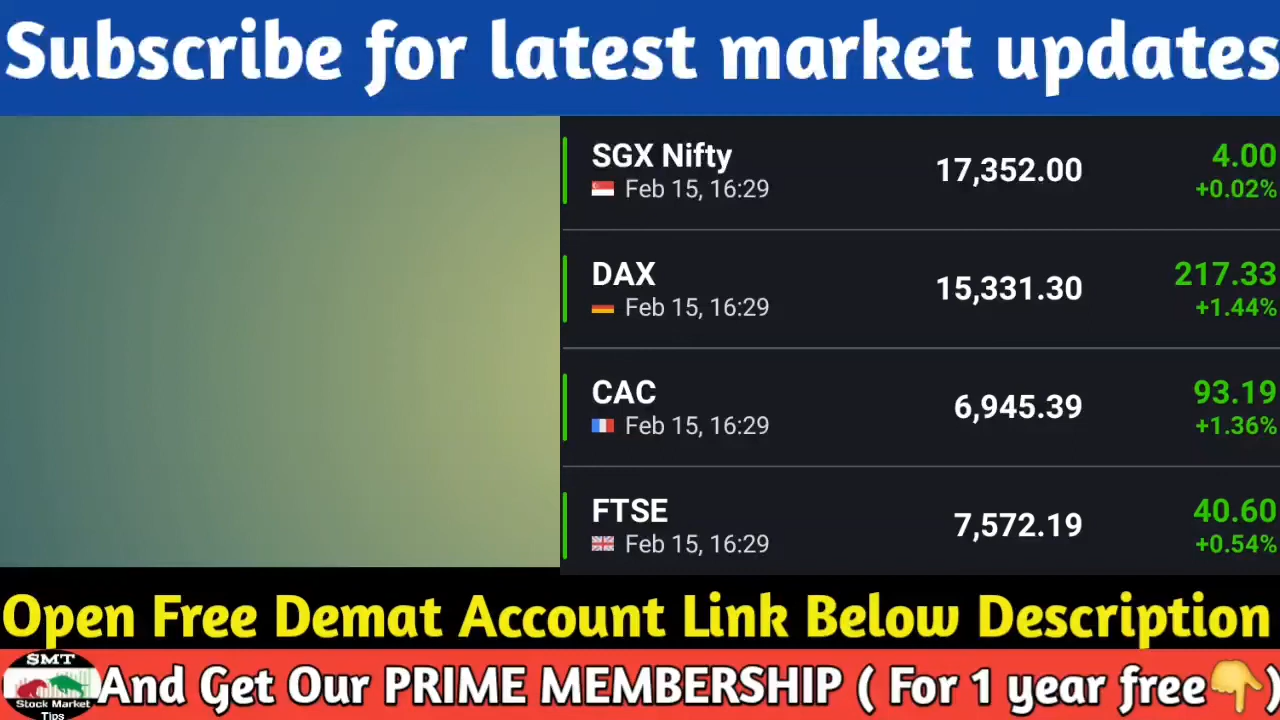 Subscribe for latest market updates
SGX Nifty 17,352.00 4.00
Feb 15, 16:29 +0.02%
DAX 15,331.30 217.33
Feb 15, 16:29 +1.44%
CAC 6,945.39 93.19
Feb 15, 16:29 +1.36%
FTSE 7,572.19 40.60
Feb 15, 16:29 +0.54%
Open Free Demat Account Link Below Description
SMT
Stock Market
Tips
And Get Our PRIME MEMBERSHIP ( For 1 year free👇)